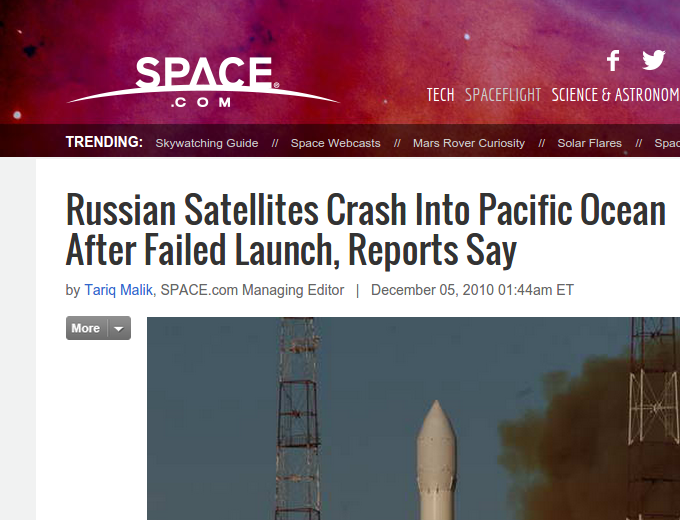 SPACE®
.COM
TECH SPACEFLIGHT SCIENCE & ASTRONOM
TRENDING: Skywatching Guide // Space Webcasts // Mars Rover Curiosity // Solar Flares // Spac
Russian Satellites Crash Into Pacific Ocean
After Failed Launch, Reports Say
by Tariq Malik, SPACE.com Managing Editor | December 05, 2010 01:44am ET
More